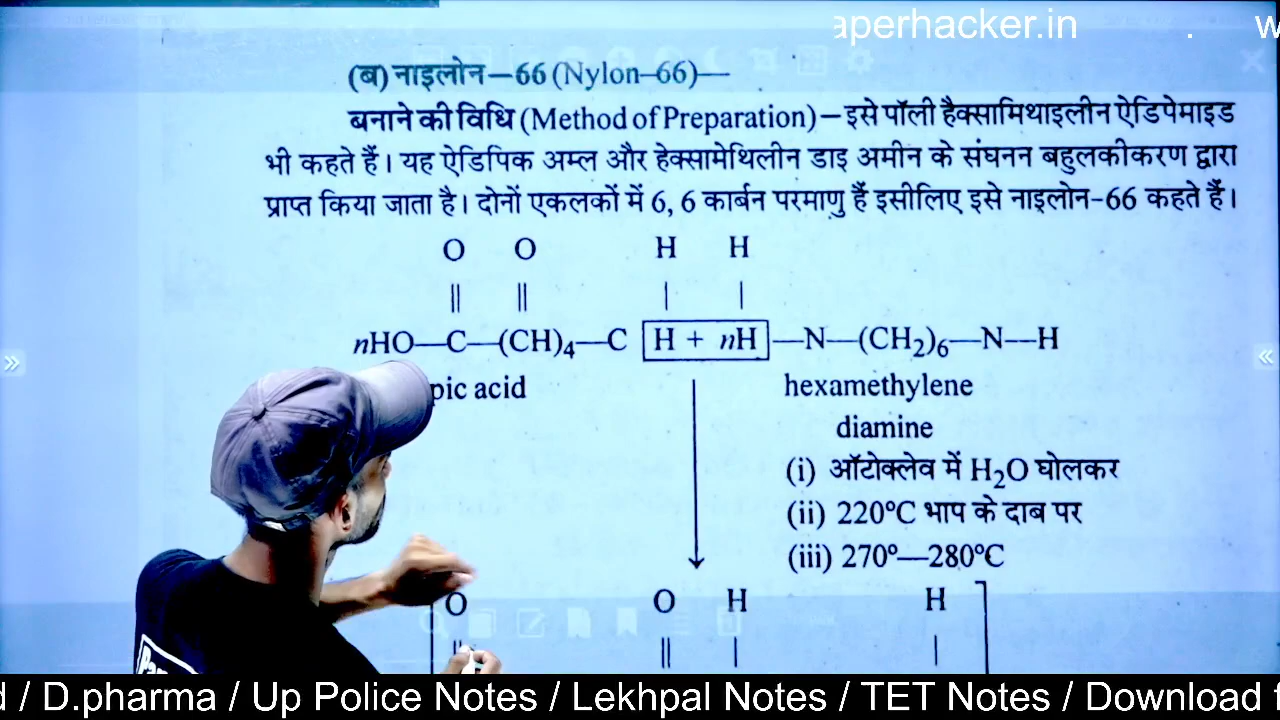 aperhacker.in . w
(ब) नाइलोन–66 (Nylon–66)—
बनाने की विधि (Method of Preparation) – इसे पॉली हैक्सामिथाइलीन ऐडिपेमाइड
भी कहते हैं। यह ऐडिपिक अम्ल और हेक्सामेथिलीन डाइ अमीन के संघनन बहुलकीकरण द्वारा
प्राप्त किया जाता है। दोनों एकलकों में 6, 6 कार्बन परमाणु हैं इसीलिए इसे नाइलोन-66 कहते हैं।
O O H H
|| || | |
nHO—C—(CH)₄—C H + nH —N—(CH₂)₆—N—H
pic acid hexamethylene
diamine
(i) ऑटोक्लेव में H₂O घोलकर
(ii) 220°C भाप के दाब पर
(iii) 270°—280°C
O O H H
|| || | |
d / D.pharma / Up Police Notes / Lekhpal Notes / TET Notes / Download f